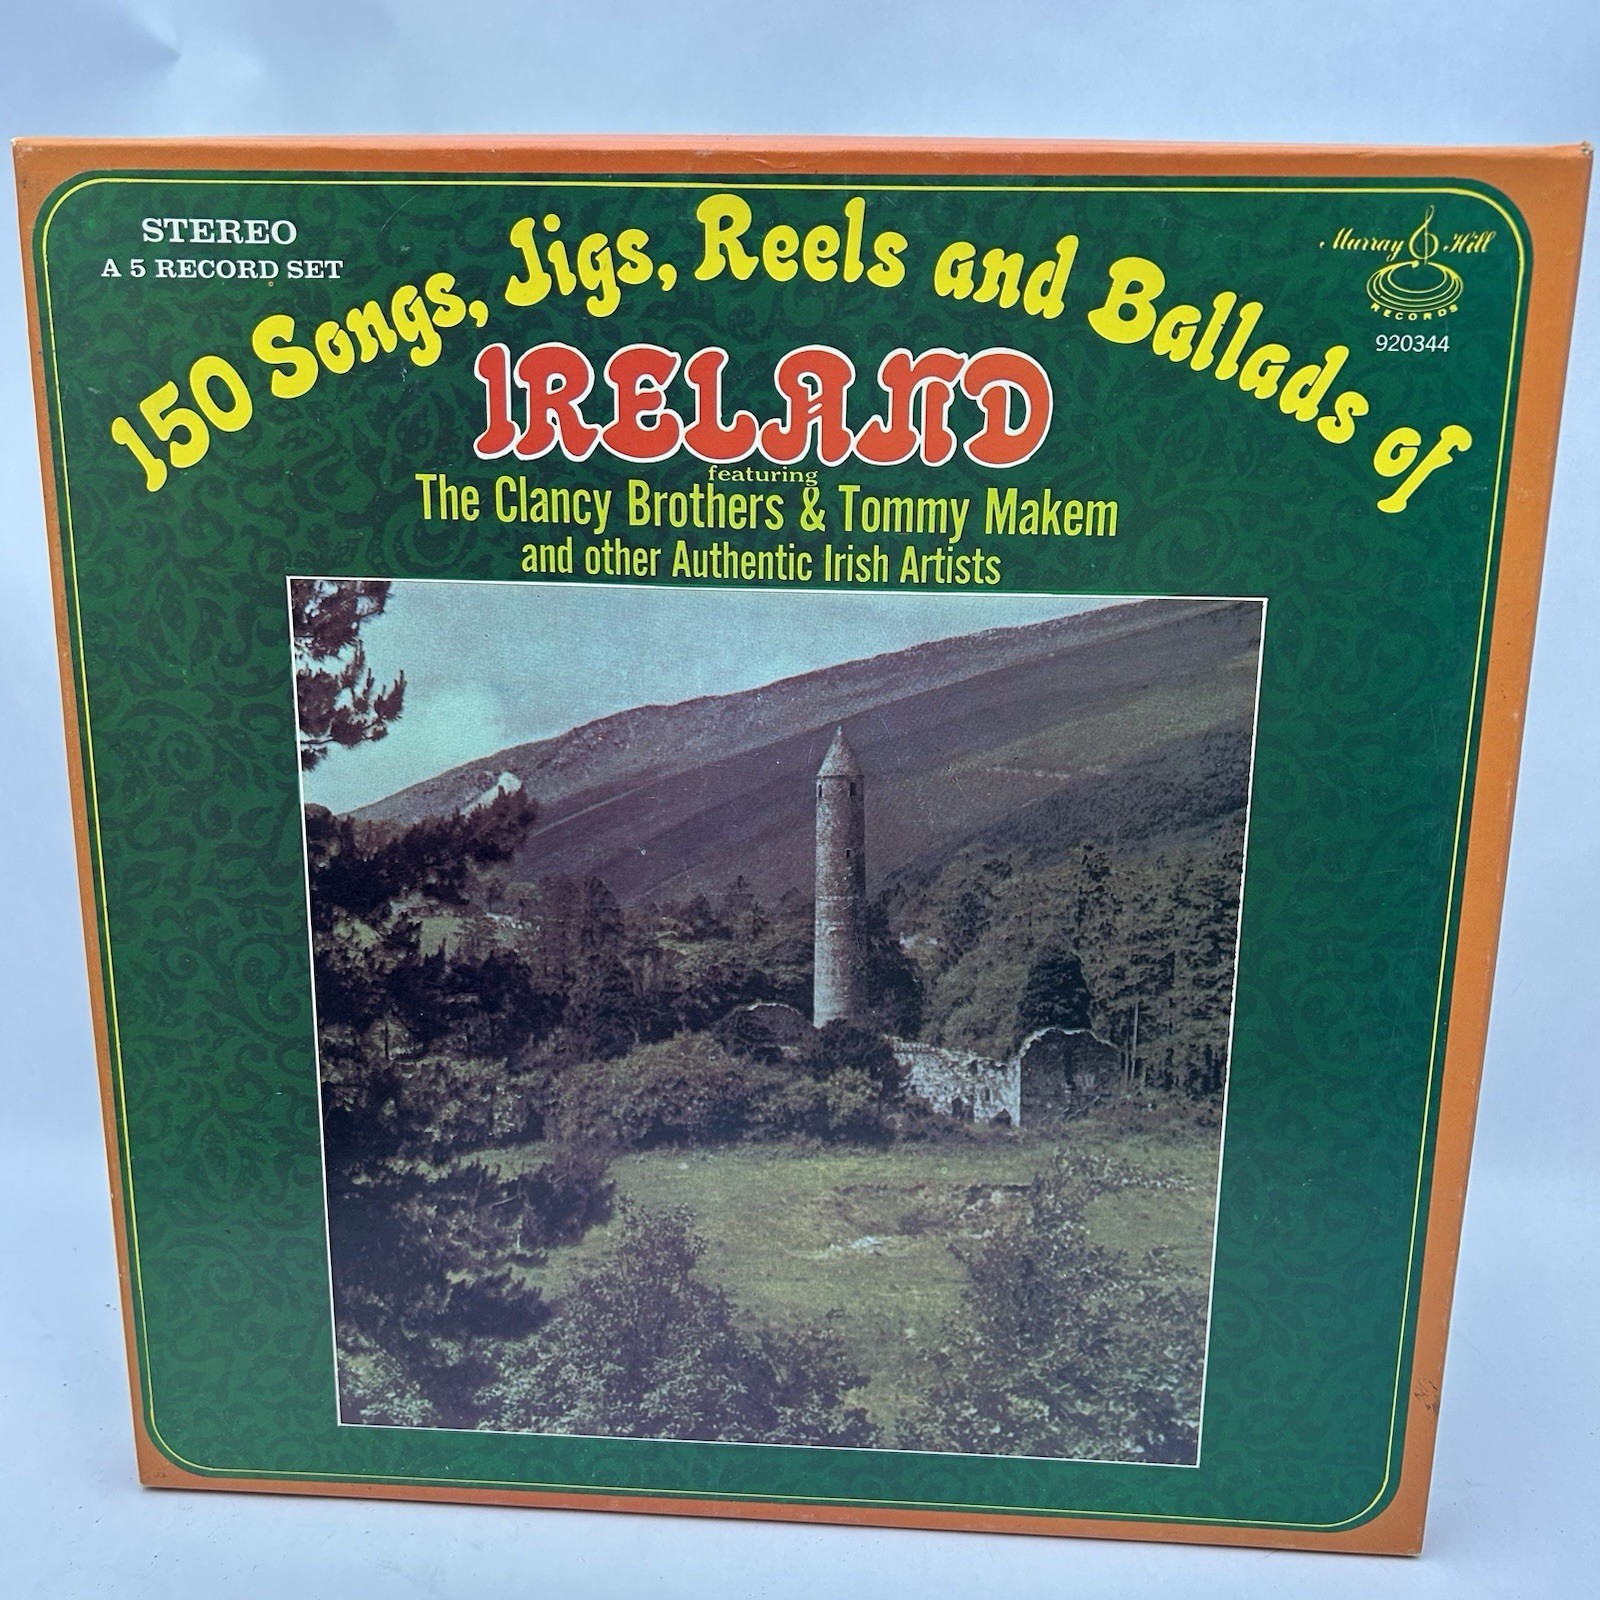 STEREO
A 5 RECORD SET
Murray Hill
RECORDS
920344
150 Songs, Jigs, Reels and Ballads of
IRELAND
featuring
The Clancy Brothers & Tommy Makem
and other Authentic Irish Artists